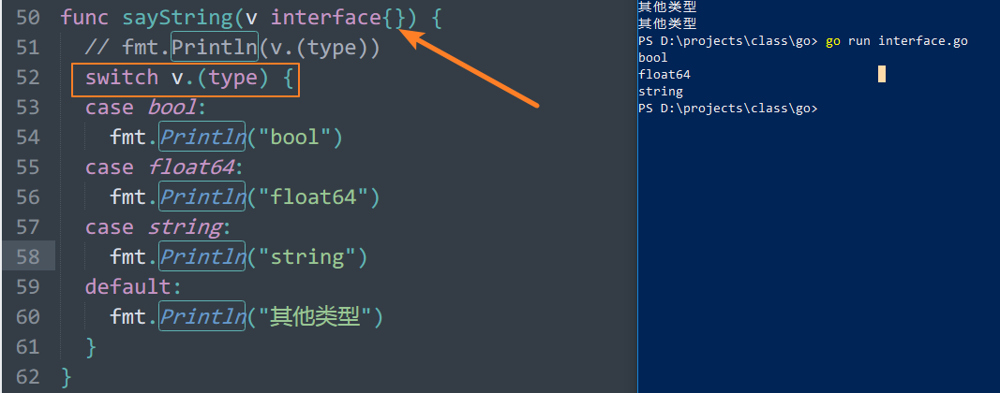 50 func sayString(v interface{}) {
51 // fmt.Println(v.(type))
52 switch v.(type) {
53 case bool:
54 fmt.Println("bool")
55 case float64:
56 fmt.Println("float64")
57 case string:
58 fmt.Println("string")
59 default:
60 fmt.Println("其他类型")
61 }
62 }
其他类型
其他类型
PS D:\projects\class\go> go run interface.go
bool
float64
string
PS D:\projects\class\go>